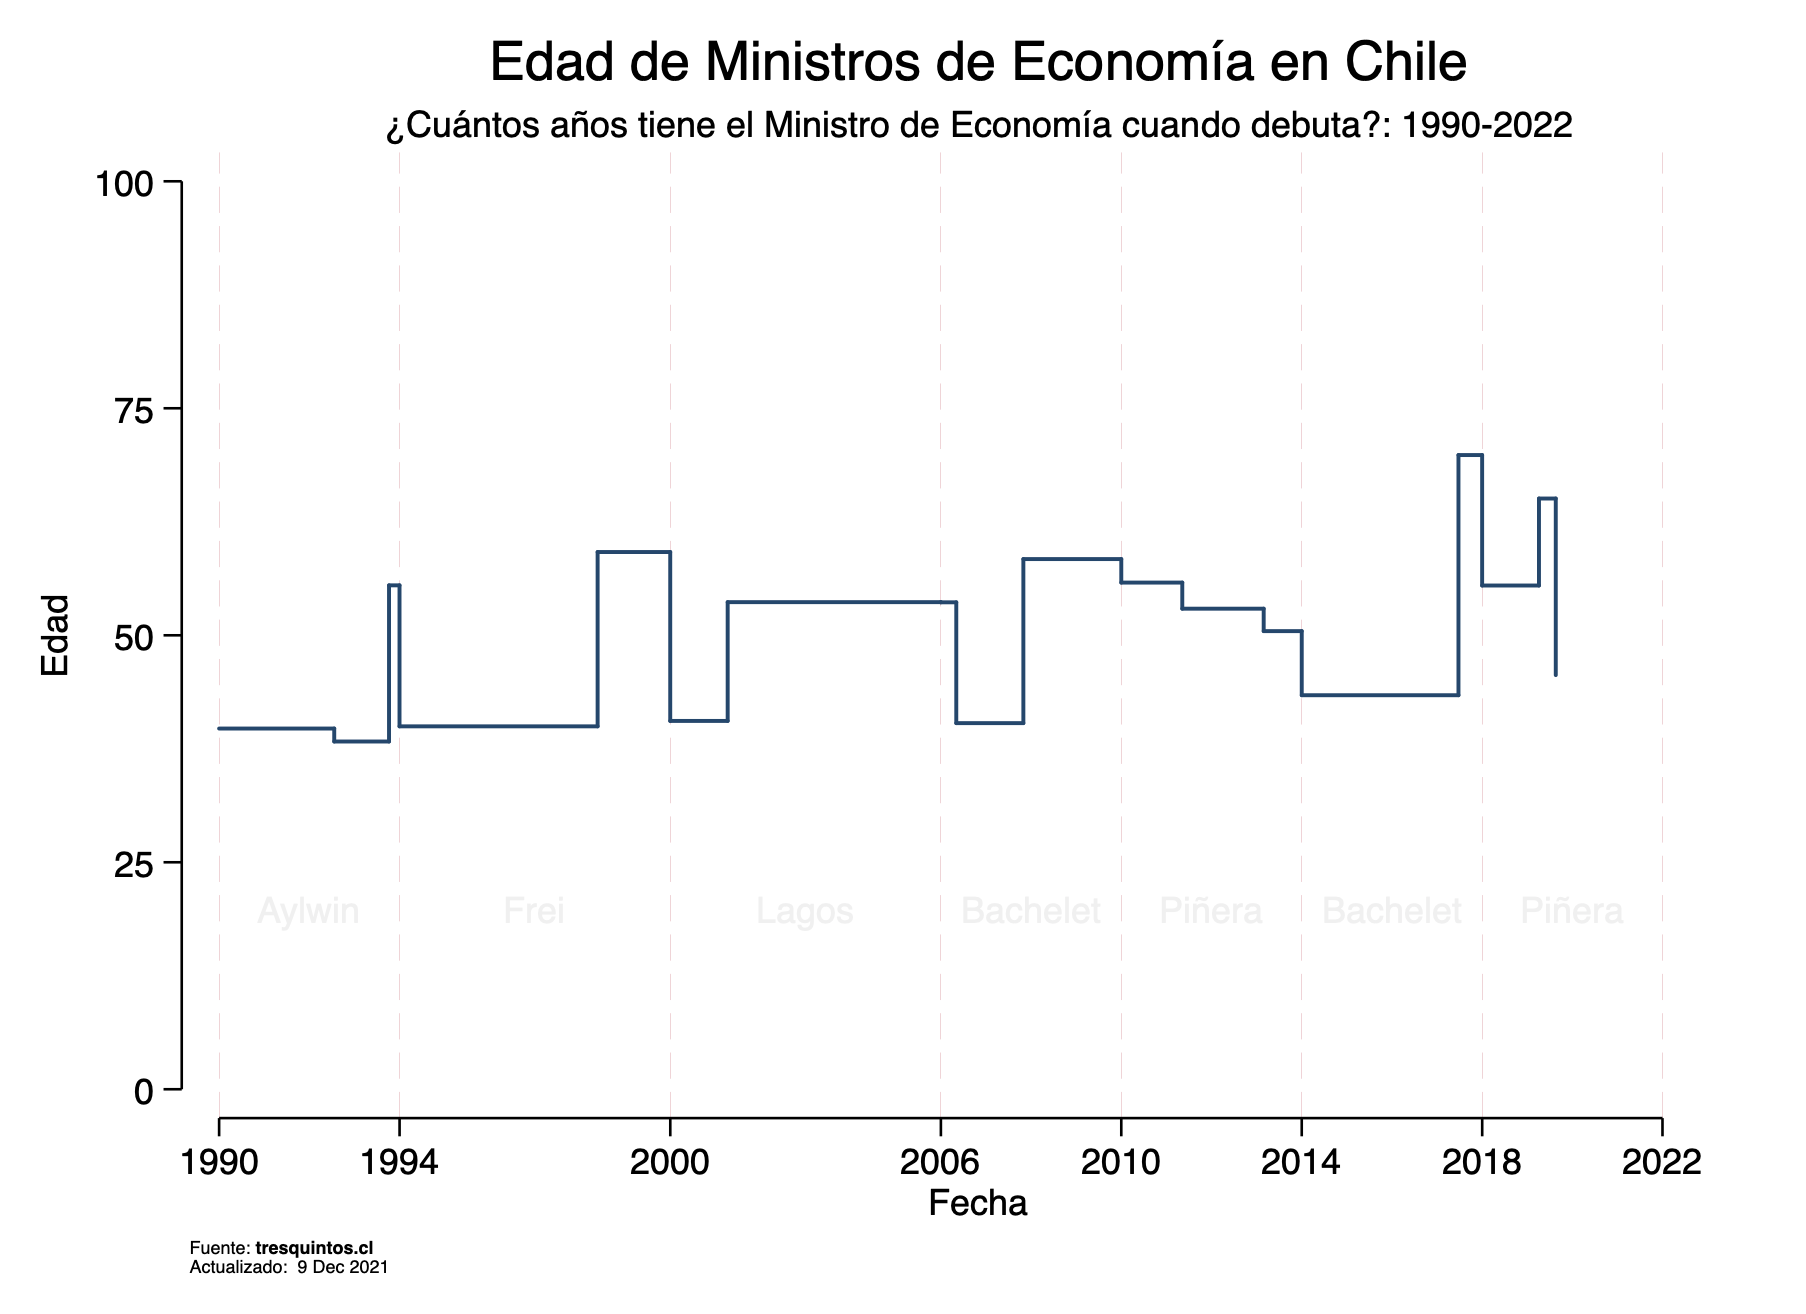 Edad de Ministros de Economía en Chile
¿Cuántos años tiene el Ministro de Economía cuando debuta?: 1990-2022
100
75
50
25
0
Edad
Aylwin Frei Lagos Bachelet Piñera Bachelet Piñera
1990 1994 2000 2006 2010 2014 2018 2022
Fecha
Fuente: tresquintos.cl
Actualizado: 9 Dec 2021